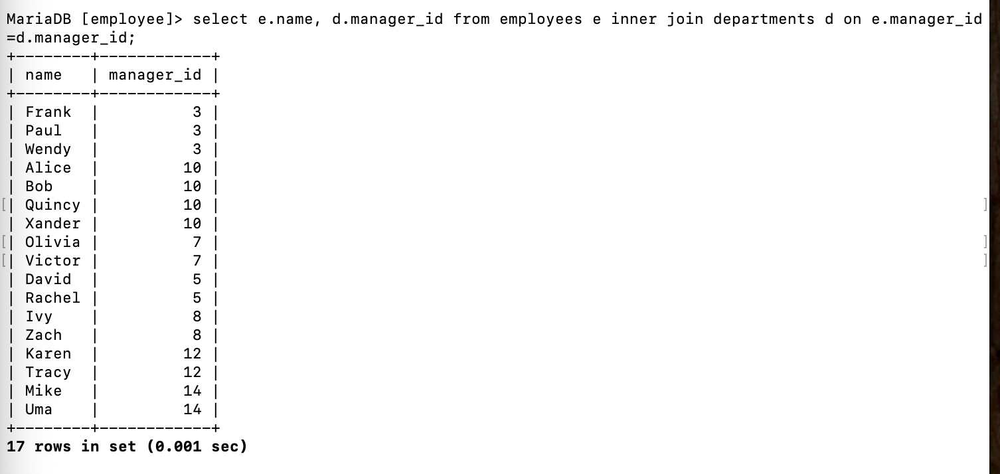 MariaDB [employee]> select e.name, d.manager_id from employees e inner join departments d on e.manager_id
=d.manager_id;
+---------+------------+
| name    | manager_id |
+---------+------------+
| Frank   |          3 |
| Paul    |          3 |
| Wendy   |          3 |
| Alice   |         10 |
| Bob     |         10 |
[| Quincy  |         10 | ]
| Xander  |         10 |
[| Olivia  |          7 | ]
[| Victor  |          7 | ]
| David   |          5 |
| Rachel  |          5 |
| Ivy     |          8 |
| Zach    |          8 |
| Karen   |         12 |
| Tracy   |         12 |
| Mike    |         14 |
| Uma     |         14 |
+---------+------------+
17 rows in set (0.001 sec)